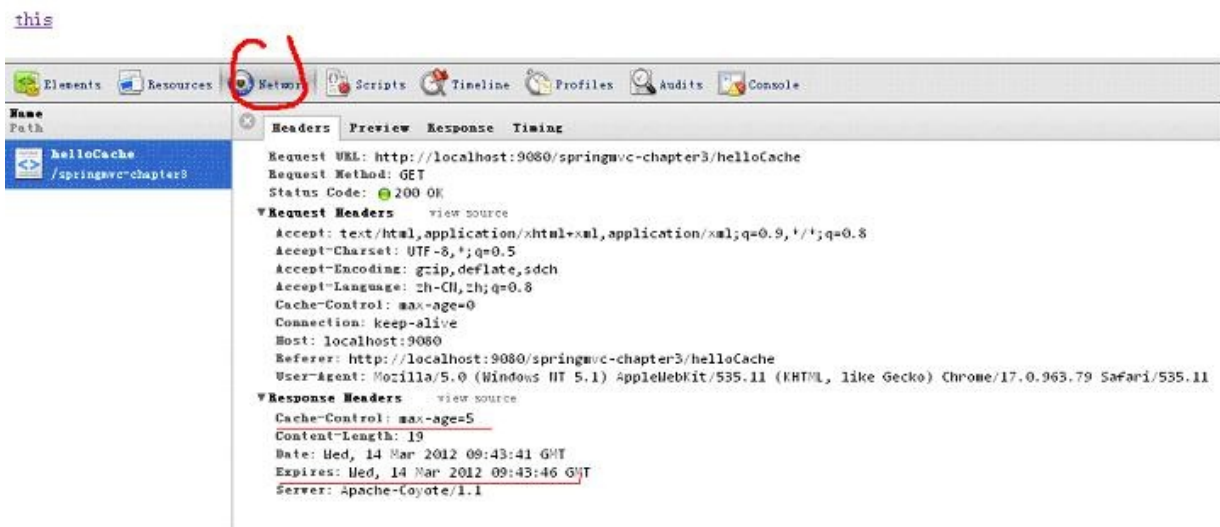 this
Elements Resources Network Scripts Timeline Profiles Audits Console
Name
Path
Headers Preview Response Timing
helloCache
/springmvc-chapter3
Request URL: http://localhost:9080/springmvc-chapter3/helloCache
Request Method: GET
Status Code: 200 OK
▼Request Headers view source
Accept: text/html,application/xhtml+xml,application/xml;q=0.9,*/*;q=0.8
Accept-Charset: UTF-8,*;q=0.5
Accept-Encoding: gzip,deflate,sdch
Accept-Language: zh-CN,zh;q=0.8
Cache-Control: max-age=0
Connection: keep-alive
Host: localhost:9080
Referer: http://localhost:9080/springmvc-chapter3/helloCache
User-Agent: Mozilla/5.0 (Windows NT 5.1) AppleWebKit/535.11 (KHTML, like Gecko) Chrome/17.0.963.79 Safari/535.11
▼Response Headers view source
Cache-Control: max-age=5
Content-Length: 19
Date: Wed, 14 Mar 2012 09:43:41 GMT
Expires: Wed, 14 Mar 2012 09:43:46 GMT
Server: Apache-Coyote/1.1